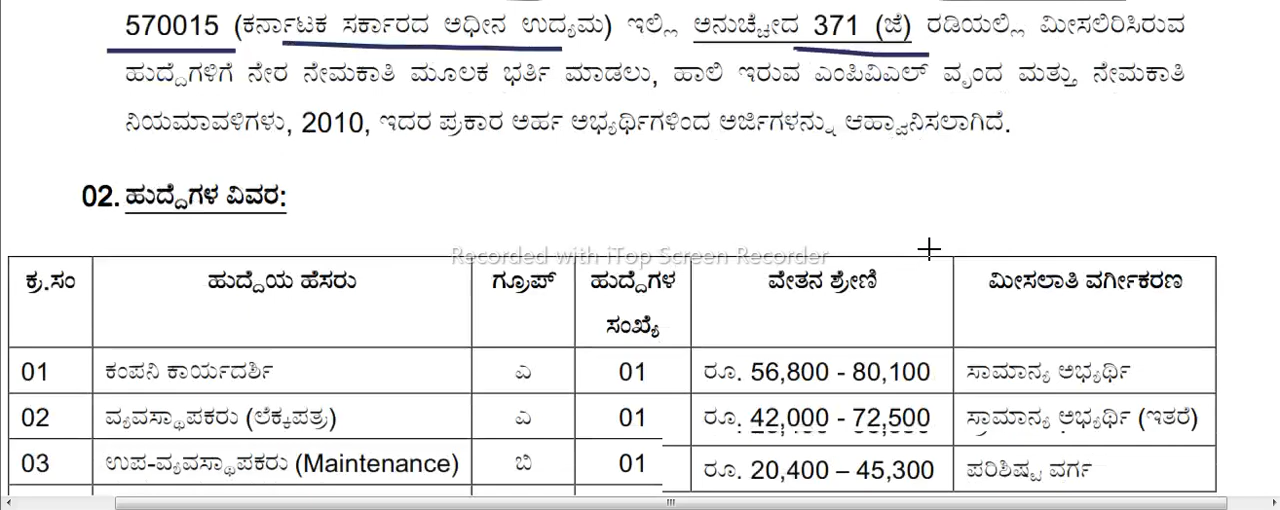 570015 (ಕರ್ನಾಟಕ ಸರ್ಕಾರದ ಅಧೀನ ಉದ್ಯಮ) ಇಲ್ಲಿ ಅನುಚ್ಛೇದ 371 (ಜೆ) ರಡಿಯಲ್ಲಿ ಮೀಸಲಿರಿಸಿರುವ
ಹುದ್ದೆಗಳಿಗೆ ನೇರ ನೇಮಕಾತಿ ಮೂಲಕ ಭರ್ತಿ ಮಾಡಲು, ಹಾಲಿ ಇರುವ ಎಂಪಿವಿಎಲ್ ವೃಂದ ಮತ್ತು ನೇಮಕಾತಿ
ನಿಯಮಾವಳಿಗಳು, 2010, ಇದರ ಪ್ರಕಾರ ಅರ್ಹ ಅಭ್ಯರ್ಥಿಗಳಿಂದ ಅರ್ಜಿಗಳನ್ನು ಆಹ್ವಾನಿಸಲಾಗಿದೆ.
02. ಹುದ್ದೆಗಳ ವಿವರ:
Recorded with iTop Screen Recorder
ಕ್ರ.ಸಂ ಹುದ್ದೆಯ ಹೆಸರು ಗ್ರೂಪ್ ಹುದ್ದೆಗಳ ಸಂಖ್ಯೆ ವೇತನ ಶ್ರೇಣಿ ಮೀಸಲಾತಿ ವರ್ಗೀಕರಣ
01 ಕಂಪನಿ ಕಾರ್ಯದರ್ಶಿ ಎ 01 ರೂ. 56,800 - 80,100 ಸಾಮಾನ್ಯ ಅಭ್ಯರ್ಥಿ
02 ವ್ಯವಸ್ಥಾಪಕರು (ಲೆಕ್ಕಪತ್ರ) ಎ 01 ರೂ. 42,000 - 72,500 ಸಾಮಾನ್ಯ ಅಭ್ಯರ್ಥಿ (ಇತರೆ)
03 ಉಪ-ವ್ಯವಸ್ಥಾಪಕರು (Maintenance) ಬಿ 01 ರೂ. 20,400 – 45,300 ಪರಿಶಿಷ್ಟ ವರ್ಗ